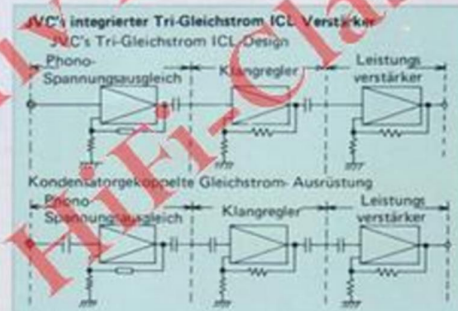 JVC's integrierter Tri-Gleichstrom ICL Verstärker
JVC's Tri-Gleichstrom ICL-Design
Phono-
Spannungsausgleich
Klangregler
Leistungs
verstärker
Kondensatorgekoppelte Gleichstrom- Ausrüstung
Phono-
Spannungsausgleich
Klangregler
Leistungs
verstärker
HiFi-Cla